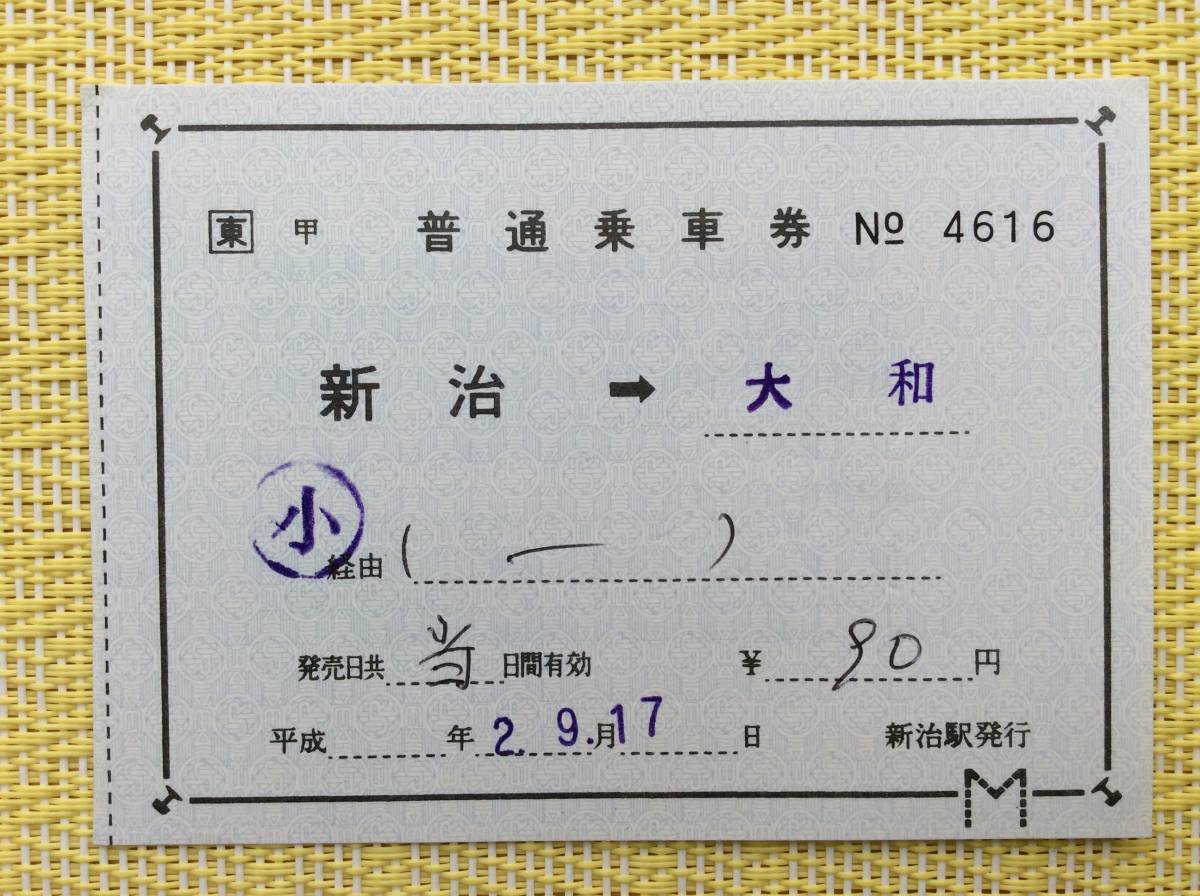 東 甲 普通乗車券 No 4616
新治 ➡ 大和
小
経由 ( ー )
発売日共 当 日間有効 ¥ 90 円
平成 年 2. 9. 月 17 日 新治駅発行